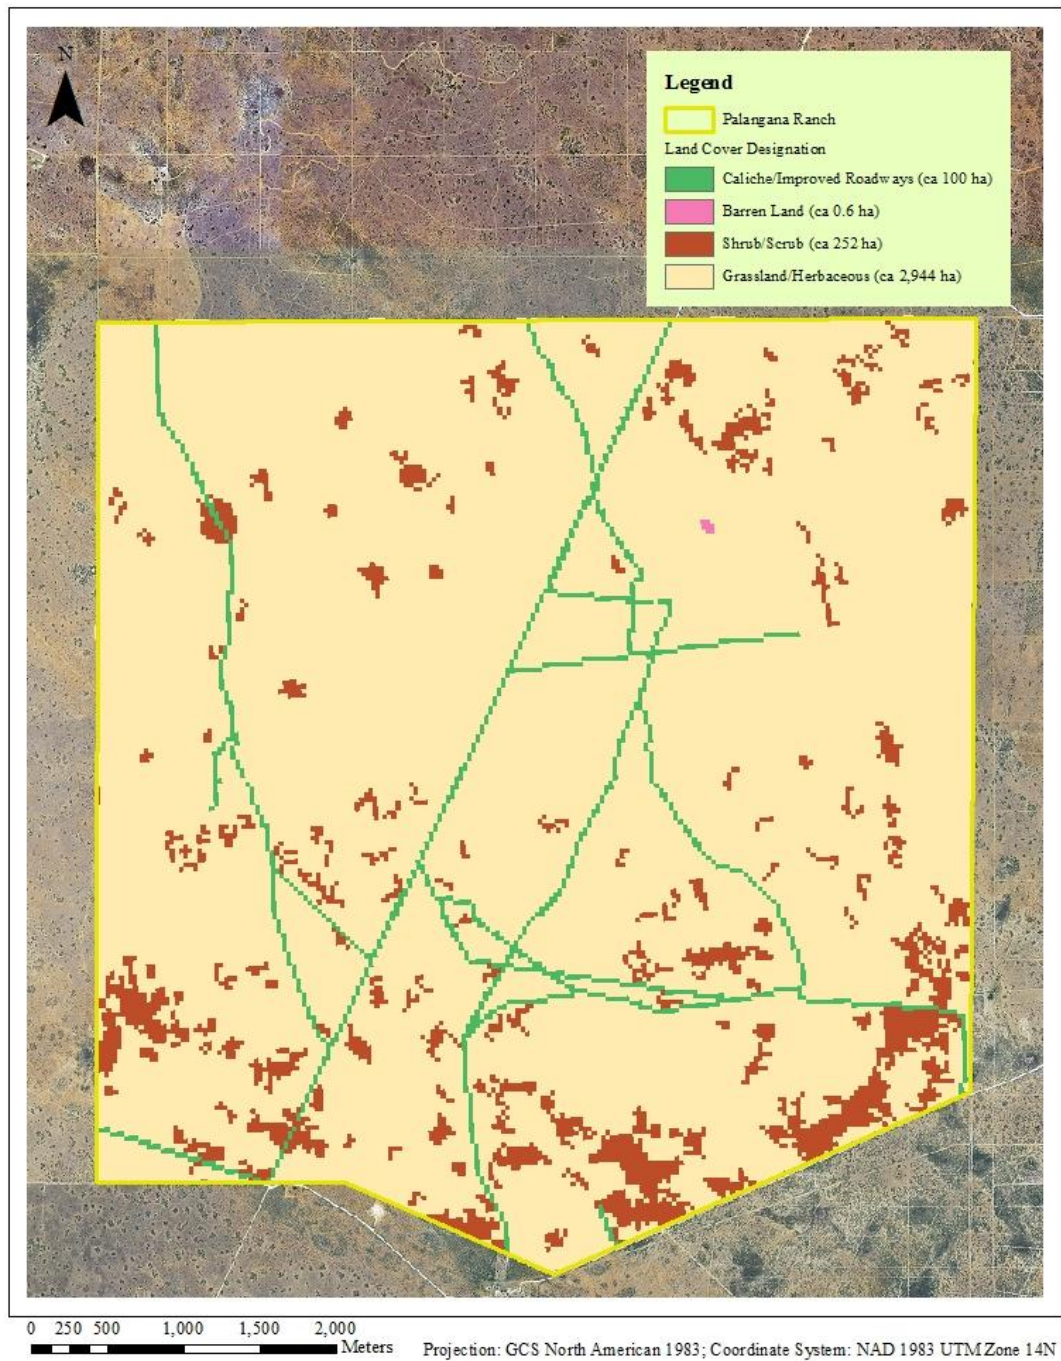 N
Legend
Palangana Ranch
Land Cover Designation
Caliche/Improved Roadways (ca 100 ha)
Barren Land (ca 0.6 ha)
Shrub/Scrub (ca 252 ha)
Grassland/Herbaceous (ca 2,944 ha)
0 250 500 1,000 1,500 2,000
Meters
Projection: GCS North American 1983; Coordinate System: NAD 1983 UTM Zone 14N